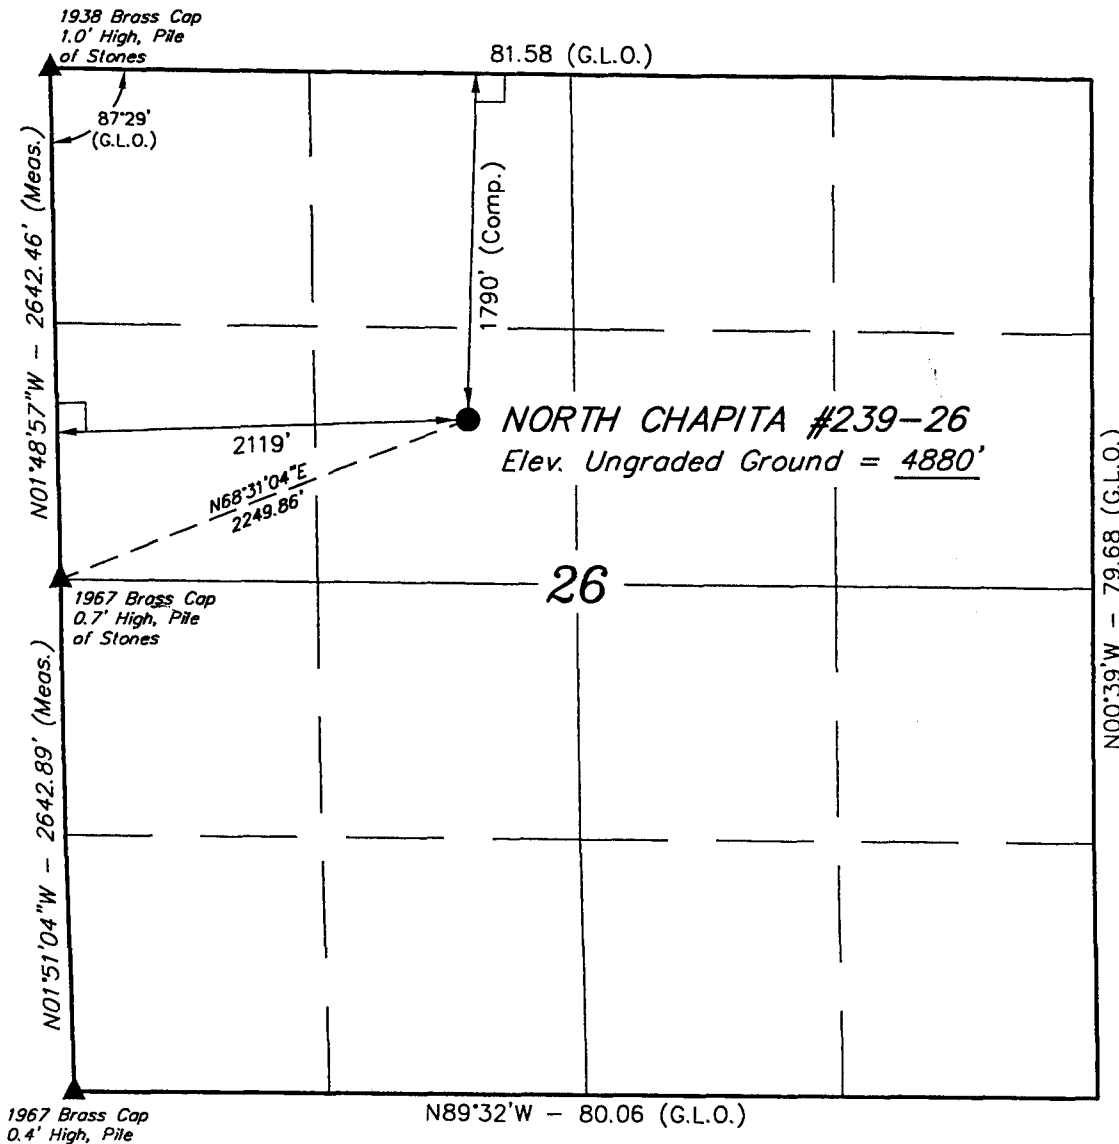 1938 Brass Cap
1.0' High, Pile
of Stones
81.58 (G.L.O.)
87°29'
(G.L.O.)
N01°48'57"W - 2642.46' (Meas.)
1790' (Comp.)
2119'
NORTH CHAPITA #239-26
Elev. Ungraded Ground = 4880'
N68°31'04"E
2249.86'
26
1967 Brass Cap
0.7' High, Pile
of Stones
N00°39'W - 79.68 (G.L.O.)
N01°51'04"W - 2642.89' (Meas.)
N89°32'W - 80.06 (G.L.O.)
1967 Brass Cap
0.4' High, Pile